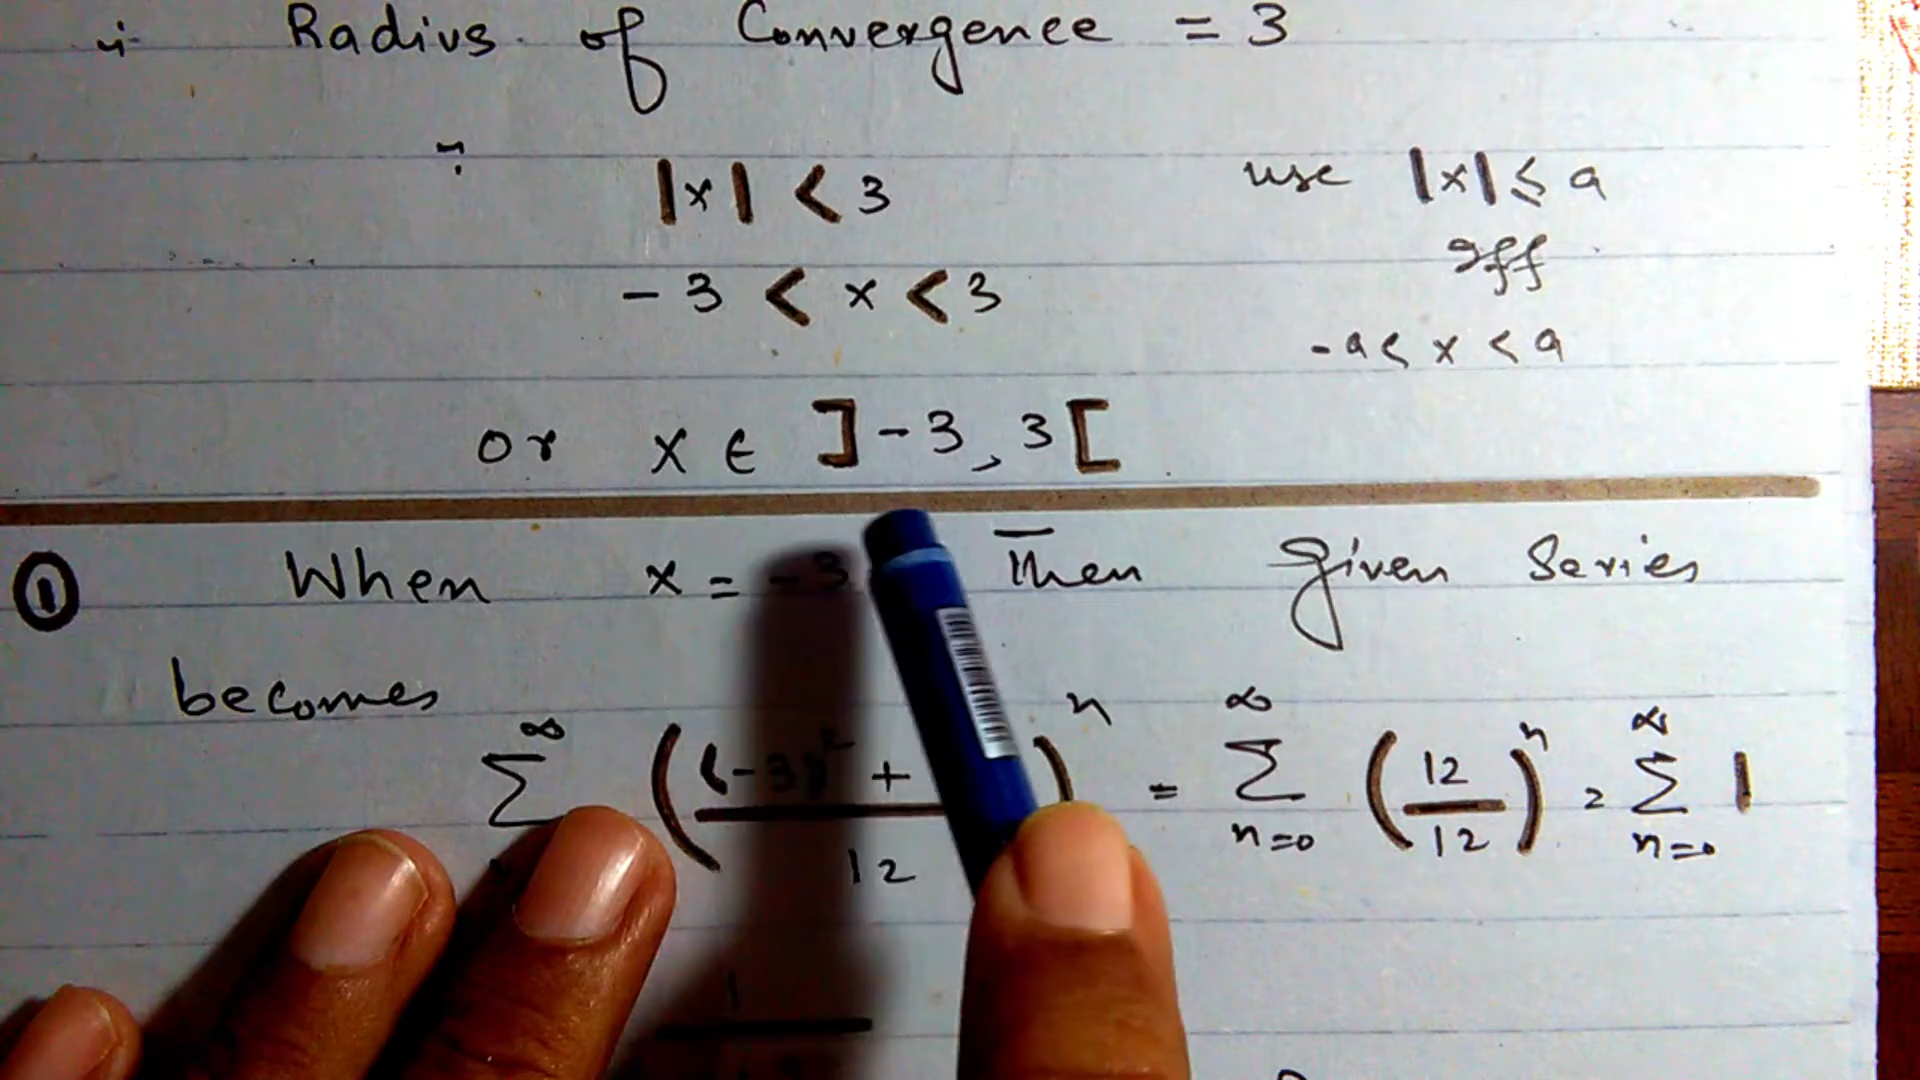 ∴ Radius of Convergence = 3
∵ |x| < 3 use |x| ≤ a
-3 < x < 3 iff
-a < x < a
or x ∈ ]-3, 3[
① When x = -3 Then given Series
becomes
∞ ∑ ( (-3)² + / 12 )ⁿ = ∞ ∑ n=0 ( 12 / 12 )ⁿ = ∞ ∑ n=0 1
1